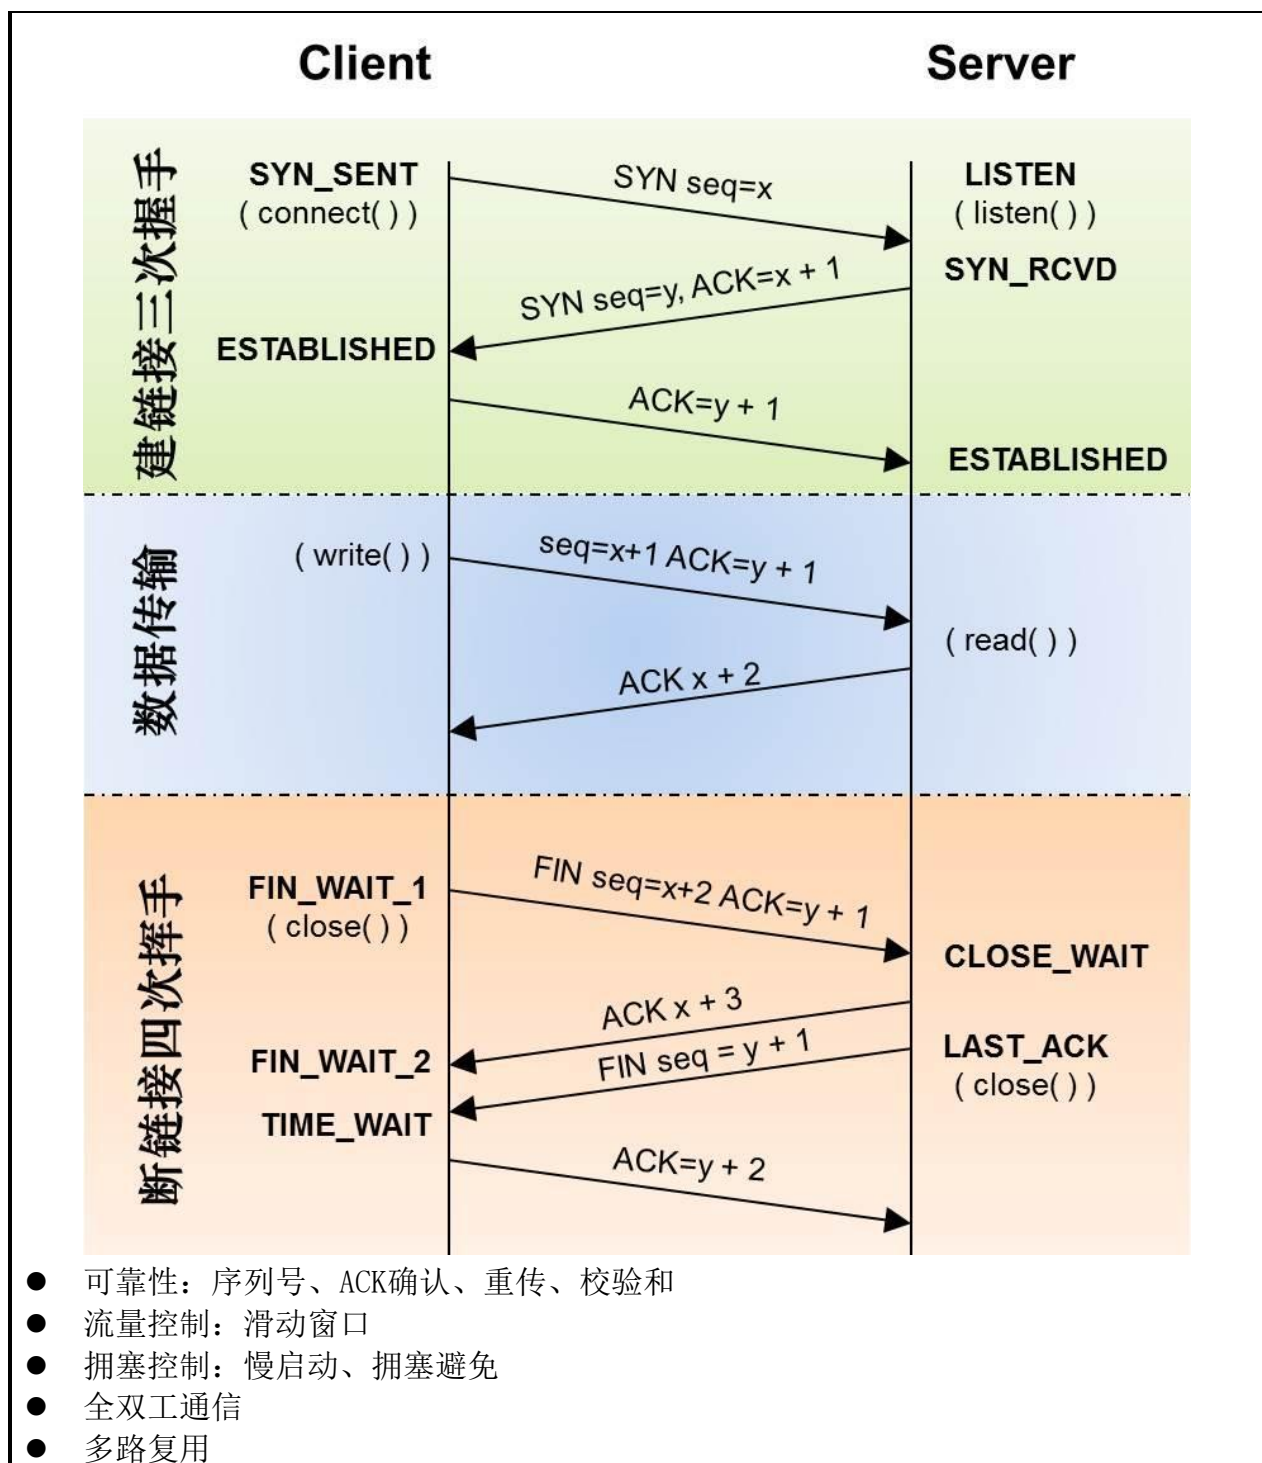 Client
Server
建链接三次握手
SYN_SENT
( connect( ) )
SYN seq=x
LISTEN
( listen( ) )
SYN_RCVD
SYN seq=y, ACK=x + 1
ESTABLISHED
ACK=y + 1
ESTABLISHED
数据传输
( write( ) )
seq=x+1 ACK=y + 1
( read( ) )
ACK x + 2
断链接四次挥手
FIN_WAIT_1
( close( ) )
FIN seq=x+2 ACK=y + 1
CLOSE_WAIT
ACK x + 3
FIN_WAIT_2
FIN seq = y + 1
LAST_ACK
( close( ) )
TIME_WAIT
ACK=y + 2
● 可靠性：序列号、ACK确认、重传、校验和
● 流量控制：滑动窗口
● 拥塞控制：慢启动、拥塞避免
● 全双工通信
● 多路复用